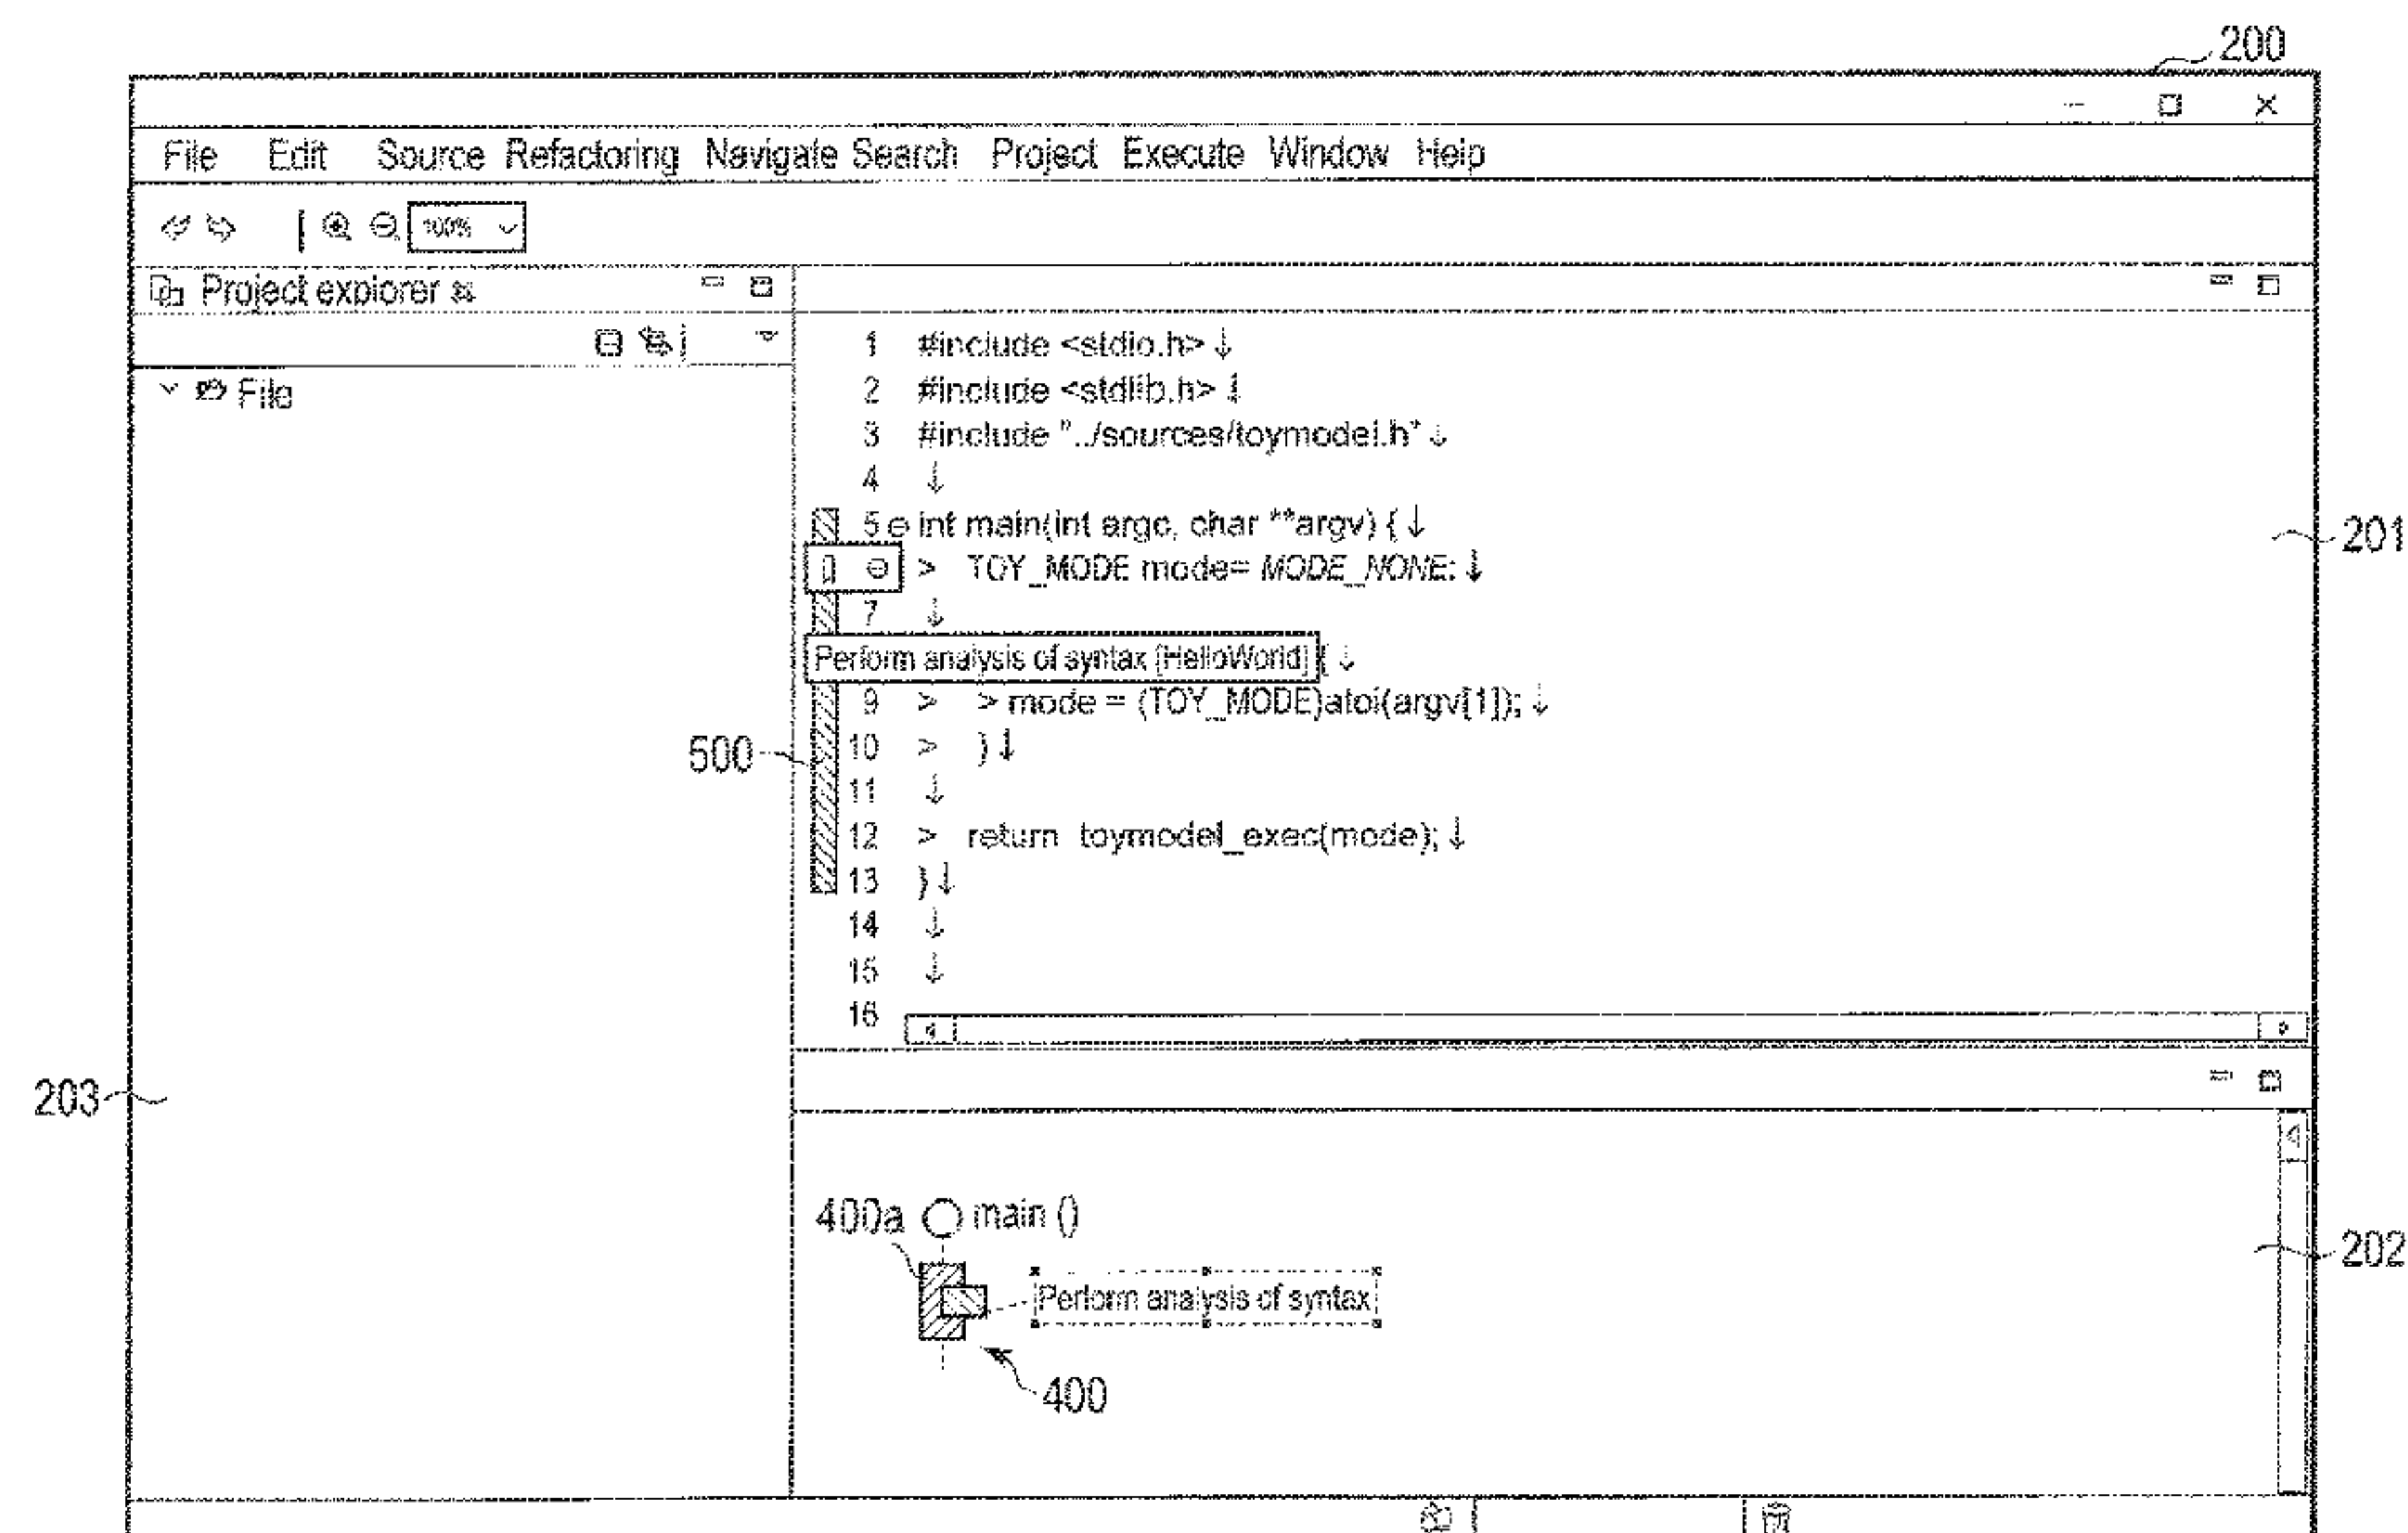 200
File Edit Source Refactoring Navigate Search Project Execute Window Help
100%
Project explorer
File
1 #include <stdio.h> ↓
2 #include <stdlib.h> ↓
3 #include "../sources/toymodel.h" ↓
4 ↓
5 int main(int argc, char **argv) { ↓
> TOY_MODE mode= MODE_NONE; ↓
7 ↓
Perform analysis of syntax [HelloWorld] { ↓
9 > > mode = (TOY_MODE)atoi(argv[1]); ↓
10 > } ↓
11 ↓
12 > return toymodel_exec(mode); ↓
13 } ↓
14 ↓
15 ↓
16
201
500
203
400a main ()
Perform analysis of syntax
400
202